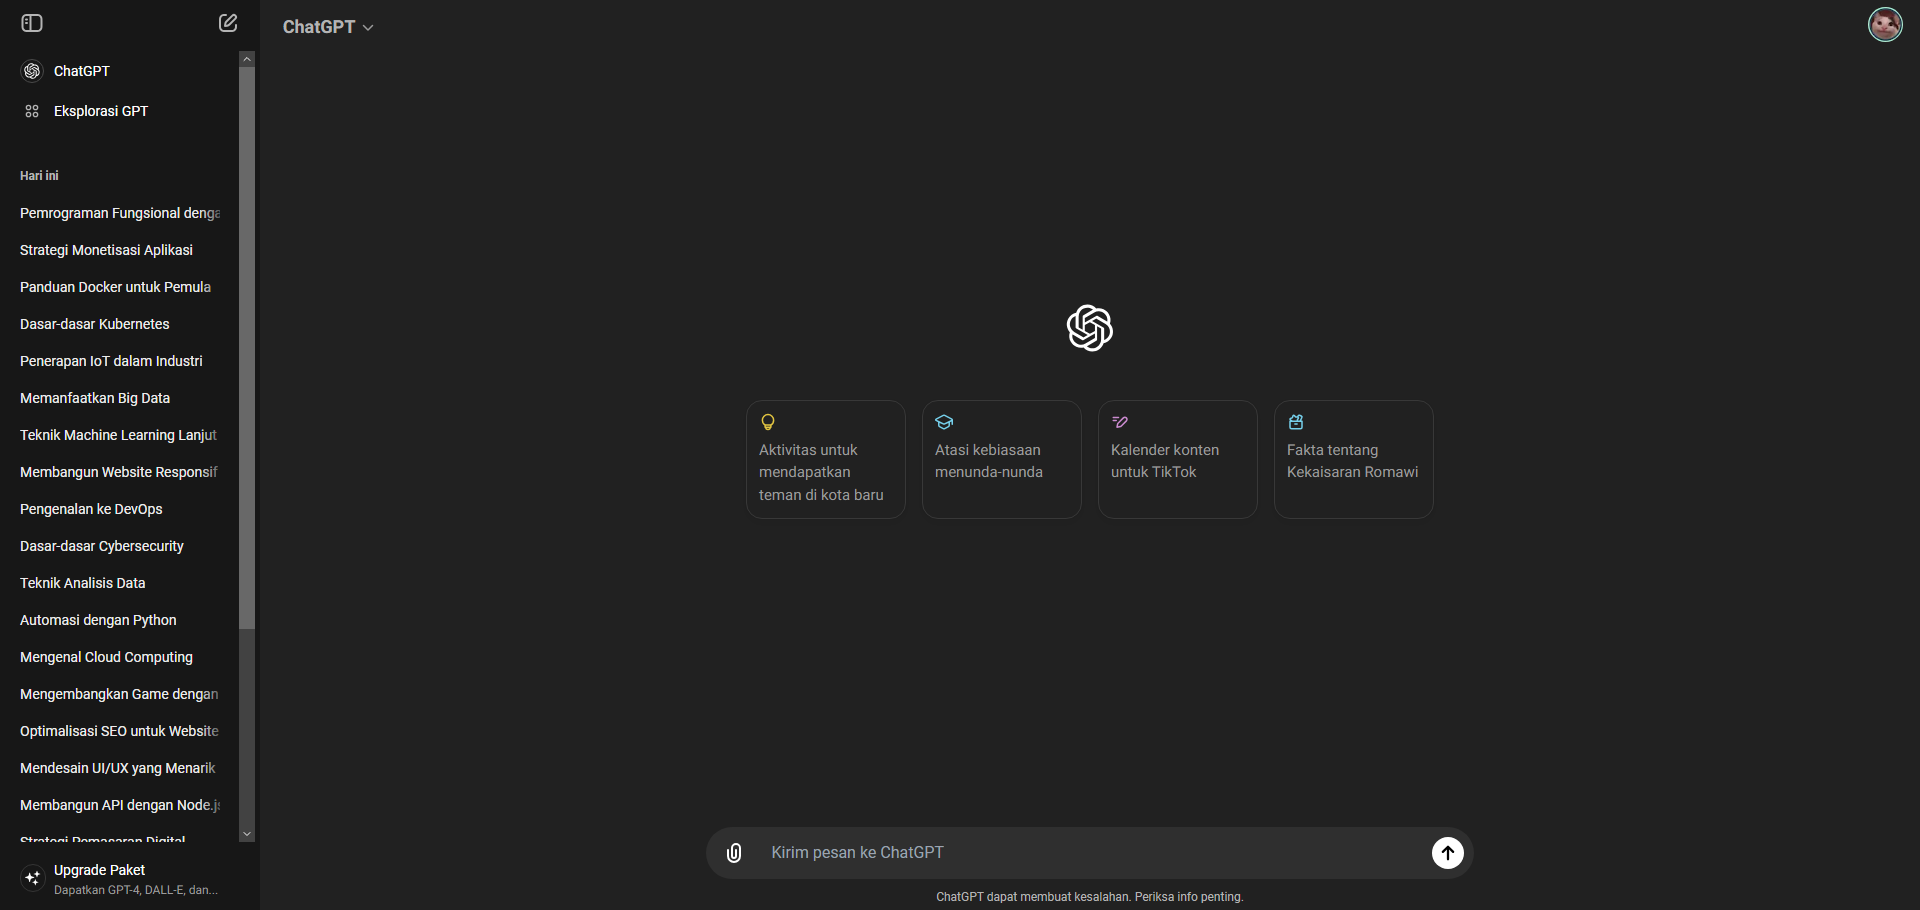 ChatGPT
Eksplorasi GPT
Hari ini
Pemrograman Fungsional denga
Strategi Monetisasi Aplikasi
Panduan Docker untuk Pemula
Dasar-dasar Kubernetes
Penerapan IoT dalam Industri
Memanfaatkan Big Data
Teknik Machine Learning Lanjut
Membangun Website Responsif
Pengenalan ke DevOps
Dasar-dasar Cybersecurity
Teknik Analisis Data
Automasi dengan Python
Mengenal Cloud Computing
Mengembangkan Game dengan
Optimalisasi SEO untuk Website
Mendesain UI/UX yang Menarik
Membangun API dengan Node.js
Strategi Pemasaran Digital
Upgrade Paket
Dapatkan GPT-4, DALL-E, dan...
ChatGPT
Aktivitas untuk
mendapatkan
teman di kota baru
Atasi kebiasaan
menunda-nunda
Kalender konten
untuk TikTok
Fakta tentang
Kekaisaran Romawi
Kirim pesan ke ChatGPT
ChatGPT dapat membuat kesalahan. Periksa info penting.